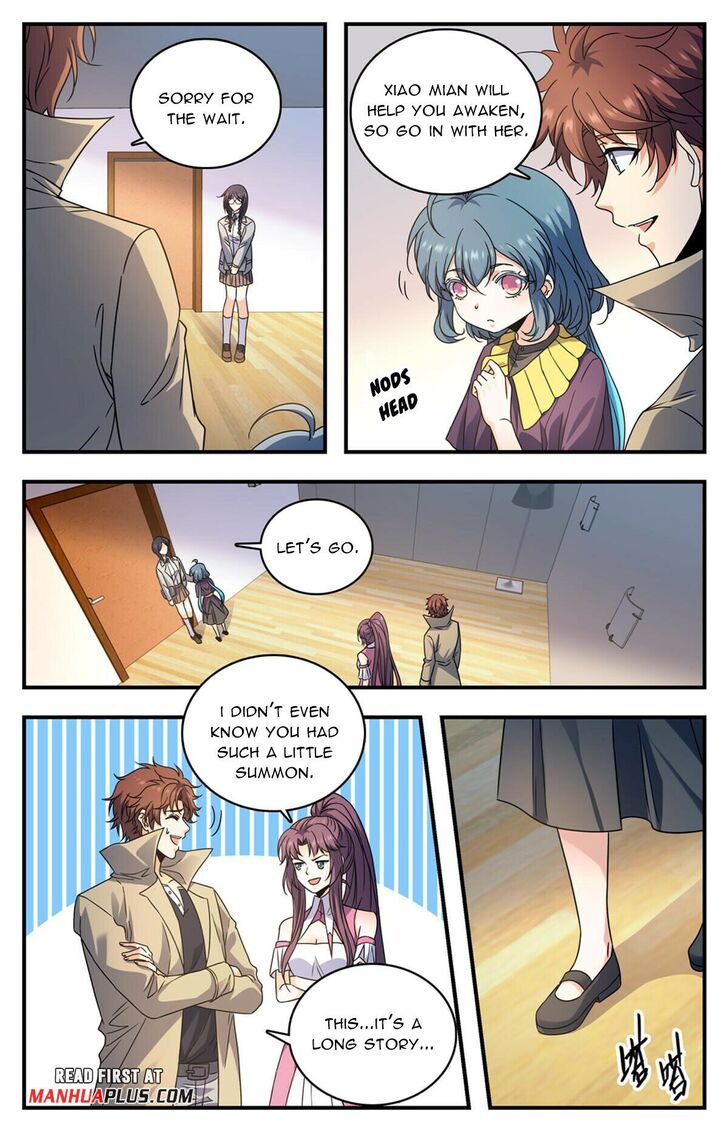 SORRY FOR
THE WAIT.
XIAO MIAN WILL
HELP YOU AWAKEN,
SO GO IN WITH HER.
NODS
HEAD
LET'S GO.
I DIDN'T EVEN
KNOW YOU HAD
SUCH A LITTLE
SUMMON.
THIS...IT'S A
LONG STORY...
嗒嗒
READ FIRST AT
MANHUAPLUS.COM